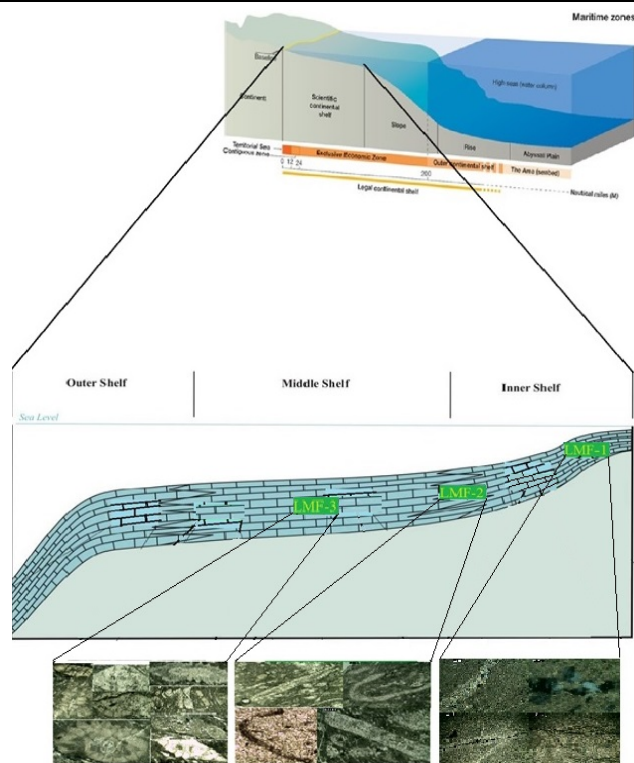 Maritime zones
Baseline
High seas (water column)
Continent
Scientific
continental
shelf
Slope
Rise
Abyssal Plain
Territorial Sea
Contiguous zone
Exclusive Economic Zone
Outer continental shelf
The Area (seabed)
0 12 24
200
Nautical miles (M)
Legal continental shelf
Outer Shelf
Middle Shelf
Inner Shelf
Sea Level
LMF-1
LMF-2
LMF-3